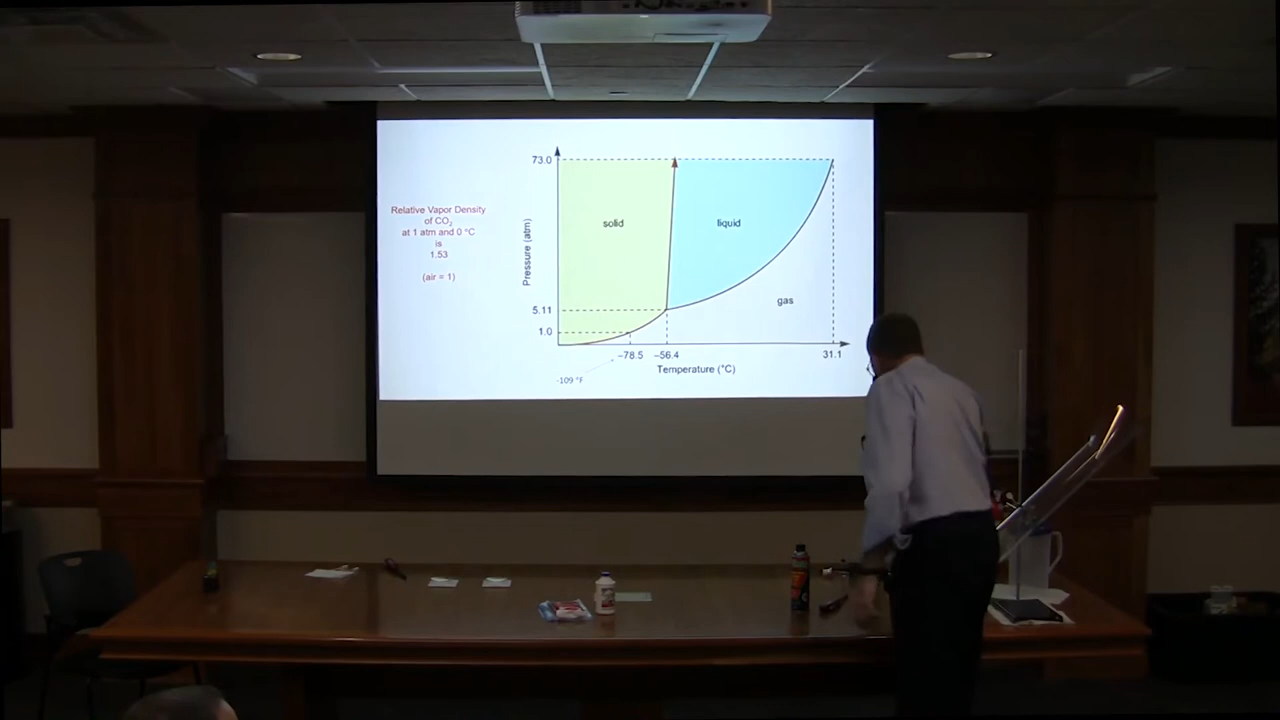 Relative Vapor Density
of CO₂
at 1 atm and 0 °C
is
1.53
(air = 1)
Pressure (atm)
73.0
5.11
1.0
solid
liquid
gas
–78.5
–56.4
31.1
Temperature (°C)
-109 °F